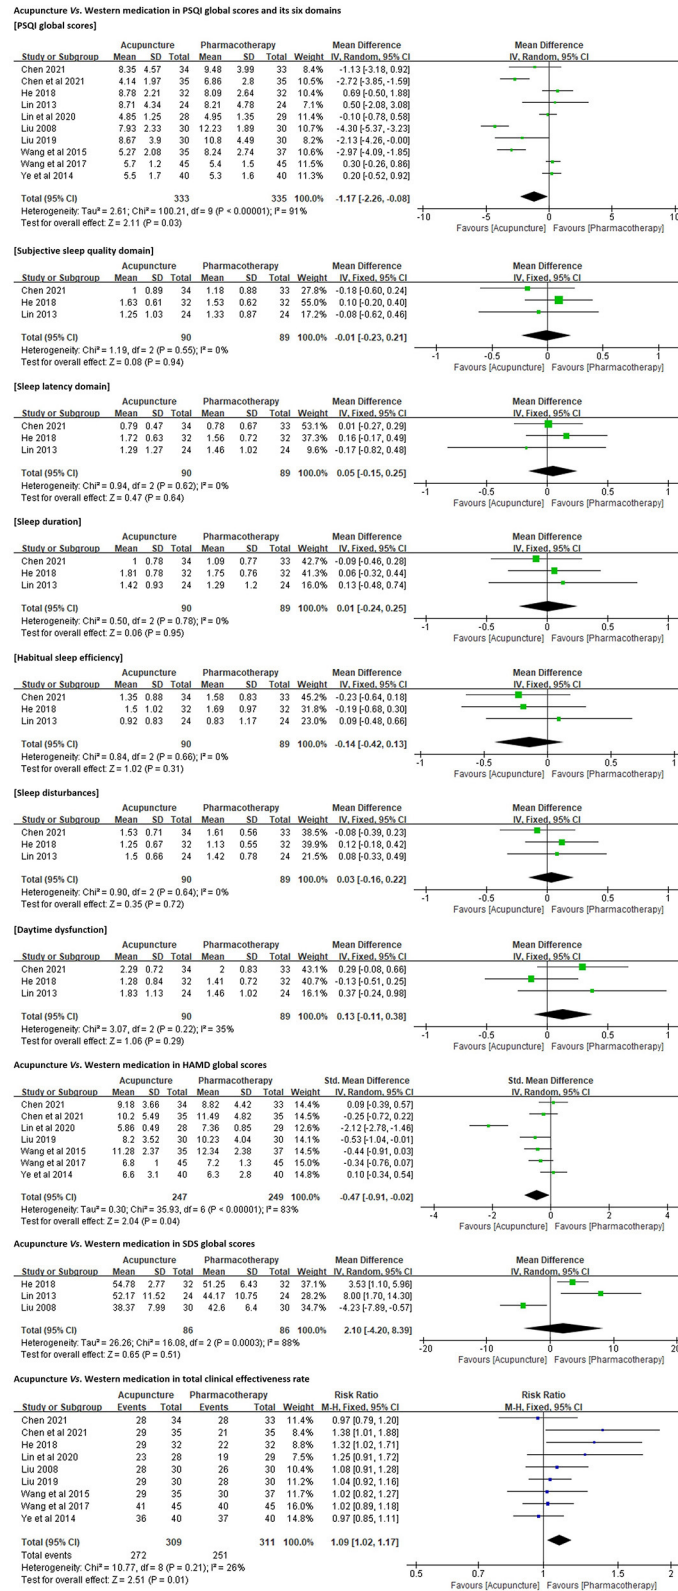 Acupuncture Vs. Western medication in PSQI global scores and its six domains
[PSQI global scores]
Acupuncture Pharmacotherapy Mean Difference Mean Difference
Study or Subgroup Mean SD Total Mean SD Total Weight IV, Random, 95% CI IV, Random, 95% CI
Chen 2021 8.35 4.57 34 9.48 3.99 33 8.4% -1.13 [-3.18, 0.92]
Chen et al 2021 4.14 1.97 35 6.86 2.8 35 10.5% -2.72 [-3.85, -1.59]
He 2018 8.78 2.21 32 8.09 2.64 32 10.4% 0.69 [-0.50, 1.88]
Lin 2013 8.71 4.34 24 8.21 4.78 24 7.4% 0.50 [-2.08, 3.08]
Lin et al 2020 4.85 1.25 28 4.95 1.35 29 11.2% -0.10 [-0.78, 0.58]
Liu 2008 7.93 2.33 30 12.23 1.89 30 10.6% -4.30 [-5.37, -3.23]
Liu 2019 8.67 3.9 30 10.8 4.49 30 8.3% -2.13 [-4.26, -0.00]
Wang et al 2015 5.27 2.08 35 8.24 2.74 37 10.5% -2.97 [-4.09, -1.85]
Wang et al 2017 5.7 1.2 45 5.4 1.5 45 11.4% 0.30 [-0.26, 0.86]
Ye et al 2014 5.5 1.7 40 5.3 1.6 40 11.3% 0.20 [-0.52, 0.92]
Total (95% CI) 333 335 100.0% -1.17 [-2.26, -0.08]
Heterogeneity: Tau² = 2.61; Chi² = 100.21, df = 9 (P < 0.00001); I² = 91%
Test for overall effect: Z = 2.11 (P = 0.03)
-10 -5 0 5 10
Favours [Acupuncture] Favours [Pharmacotherapy]
[Subjective sleep quality domain]
Acupuncture Pharmacotherapy Mean Difference Mean Difference
Study or Subgroup Mean SD Total Mean SD Total Weight IV, Fixed, 95% CI IV, Fixed, 95% CI
Chen 2021 1 0.89 34 1.18 0.88 33 27.8% -0.18 [-0.60, 0.24]
He 2018 1.63 0.61 32 1.53 0.62 32 55.0% 0.10 [-0.20, 0.40]
Lin 2013 1.25 1.03 24 1.33 0.87 24 17.2% -0.08 [-0.62, 0.46]
Total (95% CI) 90 89 100.0% -0.01 [-0.23, 0.21]
Heterogeneity: Chi² = 1.19, df = 2 (P = 0.55); I² = 0%
Test for overall effect: Z = 0.08 (P = 0.94)
-1 -0.5 0 0.5 1
Favours [Acupuncture] Favours [Pharmacotherapy]
[Sleep latency domain]
Acupuncture Pharmacotherapy Mean Difference Mean Difference
Study or Subgroup Mean SD Total Mean SD Total Weight IV, Fixed, 95% CI IV, Fixed, 95% CI
Chen 2021 0.79 0.47 34 0.78 0.67 33 53.1% 0.01 [-0.27, 0.29]
He 2018 1.72 0.63 32 1.56 0.72 32 37.3% 0.16 [-0.17, 0.49]
Lin 2013 1.29 1.27 24 1.46 1.02 24 9.6% -0.17 [-0.82, 0.48]
Total (95% CI) 90 89 100.0% 0.05 [-0.15, 0.25]
Heterogeneity: Chi² = 0.94, df = 2 (P = 0.62); I² = 0%
Test for overall effect: Z = 0.47 (P = 0.64)
-1 -0.5 0 0.5 1
Favours [Acupuncture] Favours [Pharmacotherapy]
[Sleep duration]
Acupuncture Pharmacotherapy Mean Difference Mean Difference
Study or Subgroup Mean SD Total Mean SD Total Weight IV, Fixed, 95% CI IV, Fixed, 95% CI
Chen 2021 1 0.78 34 1.09 0.77 33 42.7% -0.09 [-0.46, 0.28]
He 2018 1.81 0.78 32 1.75 0.76 32 41.3% 0.06 [-0.32, 0.44]
Lin 2013 1.42 0.93 24 1.29 1.2 24 16.0% 0.13 [-0.48, 0.74]
Total (95% CI) 90 89 100.0% 0.01 [-0.24, 0.25]
Heterogeneity: Chi² = 0.50, df = 2 (P = 0.78); I² = 0%
Test for overall effect: Z = 0.06 (P = 0.95)
-1 -0.5 0 0.5 1
Favours [Acupuncture] Favours [Pharmacotherapy]
[Habitual sleep efficiency]
Acupuncture Pharmacotherapy Mean Difference Mean Difference
Study or Subgroup Mean SD Total Mean SD Total Weight IV, Fixed, 95% CI IV, Fixed, 95% CI
Chen 2021 1.35 0.88 34 1.58 0.83 33 45.2% -0.23 [-0.64, 0.18]
He 2018 1.5 1.02 32 1.69 0.97 32 31.8% -0.19 [-0.68, 0.30]
Lin 2013 0.92 0.83 24 0.83 1.17 24 23.0% 0.09 [-0.48, 0.66]
Total (95% CI) 90 89 100.0% -0.14 [-0.42, 0.13]
Heterogeneity: Chi² = 0.84, df = 2 (P = 0.66); I² = 0%
Test for overall effect: Z = 1.02 (P = 0.31)
-1 -0.5 0 0.5 1
Favours [Acupuncture] Favours [Pharmacotherapy]
[Sleep disturbances]
Acupuncture Pharmacotherapy Mean Difference Mean Difference
Study or Subgroup Mean SD Total Mean SD Total Weight IV, Fixed, 95% CI IV, Fixed, 95% CI
Chen 2021 1.53 0.71 34 1.61 0.56 33 38.5% -0.08 [-0.39, 0.23]
He 2018 1.25 0.67 32 1.13 0.55 32 39.9% 0.12 [-0.18, 0.42]
Lin 2013 1.5 0.66 24 1.42 0.78 24 21.5% 0.08 [-0.33, 0.49]
Total (95% CI) 90 89 100.0% 0.03 [-0.16, 0.22]
Heterogeneity: Chi² = 0.90, df = 2 (P = 0.64); I² = 0%
Test for overall effect: Z = 0.35 (P = 0.72)
-1 -0.5 0 0.5 1
Favours [Acupuncture] Favours [Pharmacotherapy]
[Daytime dysfunction]
Acupuncture Pharmacotherapy Mean Difference Mean Difference
Study or Subgroup Mean SD Total Mean SD Total Weight IV, Fixed, 95% CI IV, Fixed, 95% CI
Chen 2021 2.29 0.72 34 2 0.83 33 43.1% 0.29 [-0.08, 0.66]
He 2018 1.28 0.84 32 1.41 0.72 32 40.7% -0.13 [-0.51, 0.25]
Lin 2013 1.83 1.13 24 1.46 1.02 24 16.1% 0.37 [-0.24, 0.98]
Total (95% CI) 90 89 100.0% 0.13 [-0.11, 0.38]
Heterogeneity: Chi² = 3.07, df = 2 (P = 0.22); I² = 35%
Test for overall effect: Z = 1.06 (P = 0.29)
-1 -0.5 0 0.5 1
Favours [Acupuncture] Favours [Pharmacotherapy]
Acupuncture Vs. Western medication in HAMD global scores
Acupuncture Pharmacotherapy Std. Mean Difference Std. Mean Difference
Study or Subgroup Mean SD Total Mean SD Total Weight IV, Random, 95% CI IV, Random, 95% CI
Chen 2021 9.18 3.66 34 8.82 4.42 33 14.4% 0.09 [-0.39, 0.57]
Chen et al 2021 10.2 5.49 35 11.49 4.82 35 14.5% -0.25 [-0.72, 0.22]
Lin et al 2020 5.86 0.49 28 7.36 0.85 29 12.0% -2.12 [-2.78, -1.46]
Liu 2019 8.2 3.52 30 10.23 4.04 30 14.0% -0.53 [-1.04, -0.01]
Wang et al 2015 11.28 2.37 35 12.34 2.38 37 14.5% -0.44 [-0.91, 0.03]
Wang et al 2017 6.8 1 45 7.2 1.3 45 15.1% -0.34 [-0.76, 0.07]
Ye et al 2014 6.6 3.1 40 6.3 2.8 40 14.8% 0.10 [-0.34, 0.54]
Total (95% CI) 247 249 100.0% -0.47 [-0.91, -0.02]
Heterogeneity: Tau² = 0.30; Chi² = 35.93, df = 6 (P < 0.00001); I² = 83%
Test for overall effect: Z = 2.04 (P = 0.04)
-4 -2 0 2 4
Favours [Acupuncture] Favours [Pharmacotherapy]
Acupuncture Vs. Western medication in SDS global scores
Acupuncture Pharmacotherapy Mean Difference Mean Difference
Study or Subgroup Mean SD Total Mean SD Total Weight IV, Random, 95% CI IV, Random, 95% CI
He 2018 54.78 2.77 32 51.25 6.43 32 37.1% 3.53 [1.10, 5.96]
Lin 2013 52.17 11.52 24 44.17 10.75 24 28.2% 8.00 [1.70, 14.30]
Liu 2008 38.37 7.99 30 42.6 6.4 30 34.7% -4.23 [-7.89, -0.57]
Total (95% CI) 86 86 100.0% 2.10 [-4.20, 8.39]
Heterogeneity: Tau² = 26.26; Chi² = 16.08, df = 2 (P = 0.0003); I² = 88%
Test for overall effect: Z = 0.65 (P = 0.51)
-20 -10 0 10 20
Favours [Acupuncture] Favours [Pharmacotherapy]
Acupuncture Vs. Western medication in total clinical effectiveness rate
Acupuncture Pharmacotherapy Risk Ratio Risk Ratio
Study or Subgroup Events Total Events Total Weight M-H, Fixed, 95% CI M-H, Fixed, 95% CI
Chen 2021 28 34 28 33 11.4% 0.97 [0.79, 1.20]
Chen et al 2021 29 35 21 35 8.4% 1.38 [1.01, 1.88]
He 2018 29 32 22 32 8.8% 1.32 [1.02, 1.71]
Lin et al 2020 23 28 19 29 7.5% 1.25 [0.91, 1.72]
Liu 2008 28 30 26 30 10.4% 1.08 [0.91, 1.28]
Liu 2019 29 30 28 30 11.2% 1.04 [0.92, 1.16]
Wang et al 2015 29 35 30 37 11.7% 1.02 [0.82, 1.27]
Wang et al 2017 41 45 40 45 16.0% 1.02 [0.89, 1.18]
Ye et al 2014 36 40 37 40 14.8% 0.97 [0.85, 1.11]
Total (95% CI) 309 311 100.0% 1.09 [1.02, 1.17]
Total events 272 251
Heterogeneity: Chi² = 10.77, df = 8 (P = 0.21); I² = 26%
Test for overall effect: Z = 2.51 (P = 0.01)
0.5 0.7 1 1.5 2
Favours [Acupuncture] Favours [Pharmacotherapy]